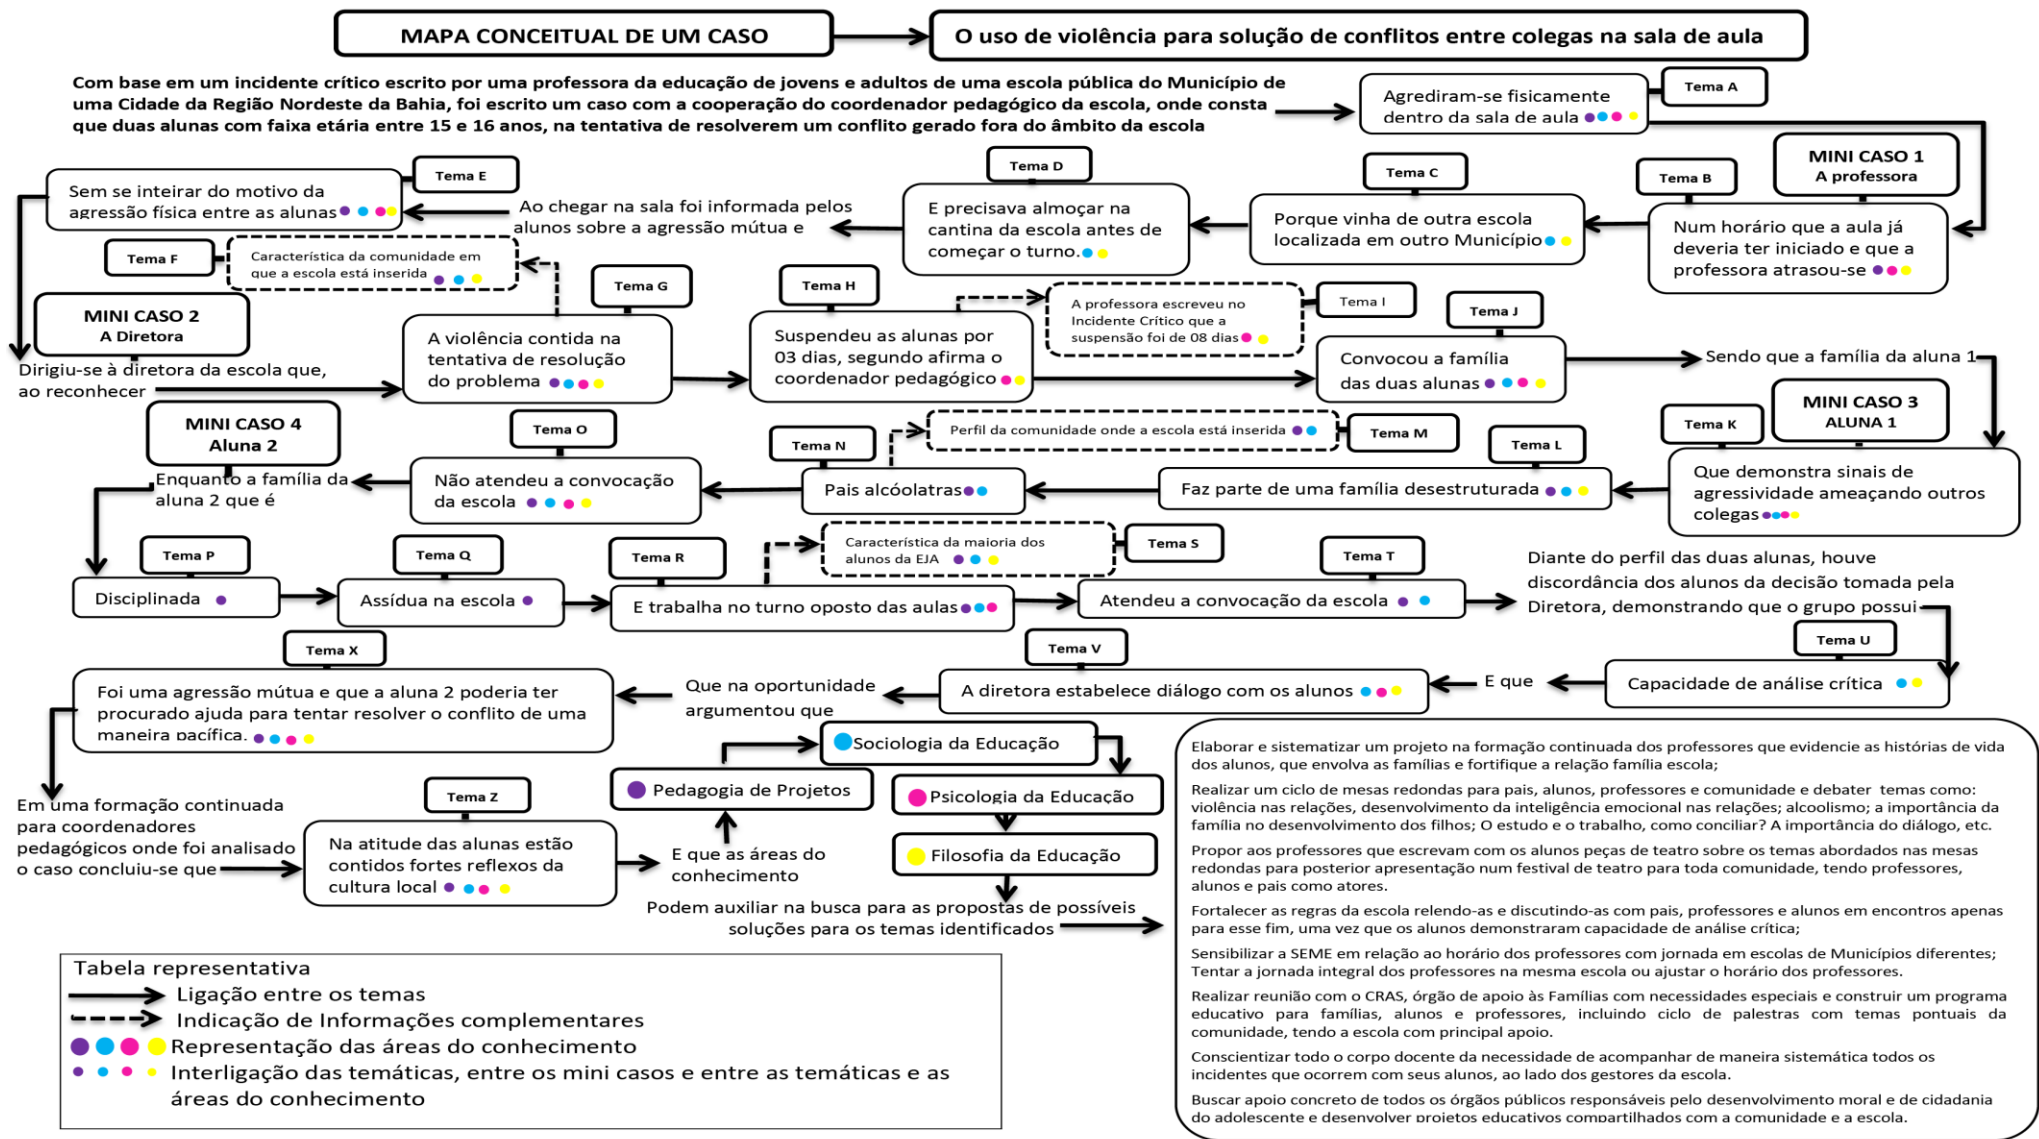 MAPA CONCEITUAL DE UM CASO
O uso de violência para solução de conflitos entre colegas na sala de aula
Com base em um incidente crítico escrito por uma professora da educação de jovens e adultos de uma escola pública do Município de
uma Cidade da Região Nordeste da Bahia, foi escrito um caso com a cooperação do coordenador pedagógico da escola, onde consta
que duas alunas com faixa etária entre 15 e 16 anos, na tentativa de resolverem um conflito gerado fora do âmbito da escola
Tema A
Agrediram-se fisicamente
dentro da sala de aula
MINI CASO 1
A professora
Tema B
Num horário que a aula já
deveria ter iniciado e que a
professora atrasou-se
Tema C
Porque vinha de outra escola
localizada em outro Município
Tema D
E precisava almoçar na
cantina da escola antes de
começar o turno.
Ao chegar na sala foi informada pelos
alunos sobre a agressão mútua e
Tema E
Sem se inteirar do motivo da
agressão física entre as alunas
Tema F
Característica da comunidade em
que a escola está inserida
MINI CASO 2
A Diretora
Dirigiu-se à diretora da escola que,
ao reconhecer
Tema G
A violência contida na
tentativa de resolução
do problema
Tema H
Suspendeu as alunas por
03 dias, segundo afirma o
coordenador pedagógico
Tema I
A professora escreveu no
Incidente Crítico que a
suspensão foi de 08 dias
Tema J
Convocou a família
das duas alunas
Sendo que a família da aluna 1
MINI CASO 3
ALUNA 1
Tema K
Que demonstra sinais de
agressividade ameaçando outros
colegas
Tema L
Faz parte de uma família desestruturada
Tema M
Perfil da comunidade onde a escola está inserida
Tema N
Pais alcóolatras
Tema O
Não atendeu a convocação
da escola
MINI CASO 4
Aluna 2
Enquanto a família da
aluna 2 que é
Tema P
Disciplinada
Tema Q
Assídua na escola
Tema R
E trabalha no turno oposto das aulas
Tema S
Característica da maioria dos
alunos da EJA
Tema T
Atendeu a convocação da escola
Diante do perfil das duas alunas, houve
discordância dos alunos da decisão tomada pela
Diretora, demonstrando que o grupo possui
Tema U
Capacidade de análise crítica
E que
Tema V
A diretora estabelece diálogo com os alunos
Que na oportunidade
argumentou que
Tema X
Foi uma agressão mútua e que a aluna 2 poderia ter
procurado ajuda para tentar resolver o conflito de uma
maneira pacífica.
Em uma formação continuada
para coordenadores
pedagógicos onde foi analisado
o caso concluiu-se que
Tema Z
Na atitude das alunas estão
contidos fortes reflexos da
cultura local
E que as áreas do
conhecimento
Pedagogia de Projetos
Sociologia da Educação
Psicologia da Educação
Filosofia da Educação
Podem auxiliar na busca para as propostas de possíveis
soluções para os temas identificados
Elaborar e sistematizar um projeto na formação continuada dos professores que evidencie as histórias de vida
dos alunos, que envolva as famílias e fortifique a relação família escola;
Realizar um ciclo de mesas redondas para pais, alunos, professores e comunidade e debater temas como:
violência nas relações, desenvolvimento da inteligência emocional nas relações; alcoolismo; a importância da
família no desenvolvimento dos filhos; O estudo e o trabalho, como conciliar? A importância do diálogo, etc.
Propor aos professores que escrevam com os alunos peças de teatro sobre os temas abordados nas mesas
redondas para posterior apresentação num festival de teatro para toda comunidade, tendo professores,
alunos e pais como atores.
Fortalecer as regras da escola relendo-as e discutindo-as com pais, professores e alunos em encontros apenas
para esse fim, uma vez que os alunos demonstraram capacidade de análise crítica;
Sensibilizar a SEME em relação ao horário dos professores com jornada em escolas de Municípios diferentes;
Tentar a jornada integral dos professores na mesma escola ou ajustar o horário dos professores.
Realizar reunião com o CRAS, órgão de apoio às Famílias com necessidades especiais e construir um programa
educativo para famílias, alunos e professores, incluindo ciclo de palestras com temas pontuais da
comunidade, tendo a escola com principal apoio.
Conscientizar todo o corpo docente da necessidade de acompanhar de maneira sistemática todos os
incidentes que ocorrem com seus alunos, ao lado dos gestores da escola.
Buscar apoio concreto de todos os órgãos públicos responsáveis pelo desenvolvimento moral e de cidadania
do adolescente e desenvolver projetos educativos compartilhados com a comunidade e a escola.
Tabela representativa
Ligação entre os temas
Indicação de Informações complementares
Representação das áreas do conhecimento
Interligação das temáticas, entre os mini casos e entre as temáticas e as
áreas do conhecimento